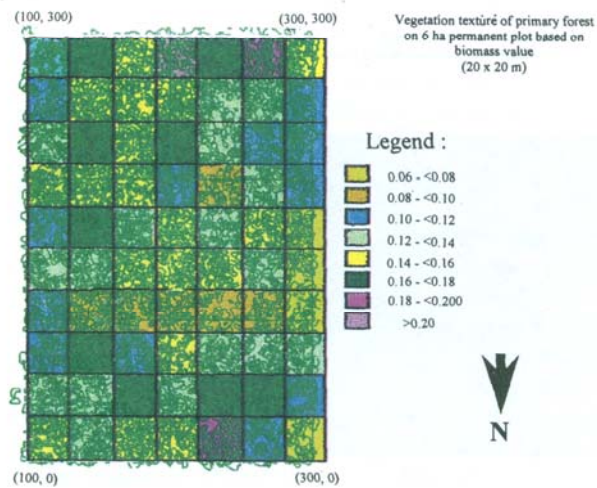 (100, 300)
(300, 300)
Vegetation texture of primary forest
on 6 ha permanent plot based on
biomass value
(20 x 20 m)
Legend :
0.06 - <0.08
0.08 - <0.10
0.10 - <0.12
0.12 - <0.14
0.14 - <0.16
0.16 - <0.18
0.18 - <0.200
>0.20
N
(100, 0)
(300, 0)